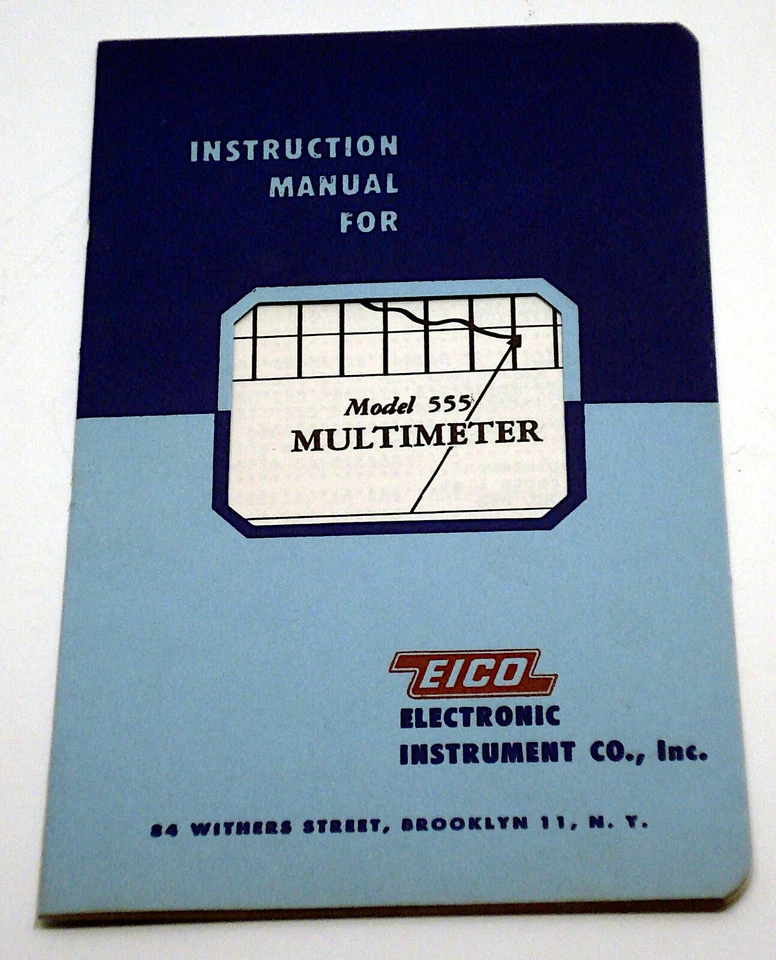 INSTRUCTION
MANUAL
FOR
Model 555
MULTIMETER
EICO
ELECTRONIC
INSTRUMENT CO., Inc.
84 WITHERS STREET, BROOKLYN 11, N. Y.